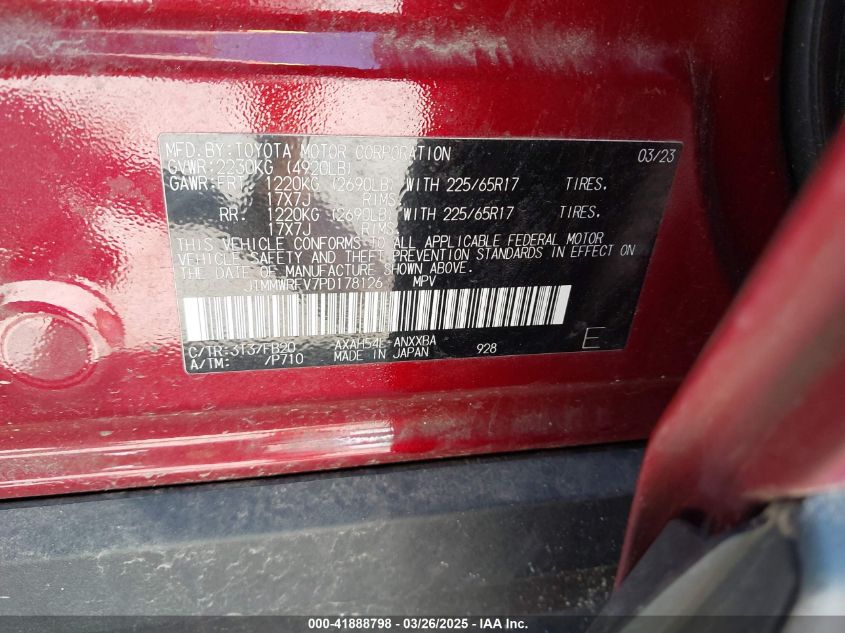 MFD. BY: TOYOTA MOTOR CORPORATION 03/23
GVWR: 2230KG (4920LB)
GAWR: FRT 1220KG (2690LB) WITH 225/65R17 TIRES,
17X7J RIMS,
RR: 1220KG (2690LB) WITH 225/65R17 TIRES,
17X7J RIMS,
THIS VEHICLE CONFORMS TO ALL APPLICABLE FEDERAL MOTOR
VEHICLE SAFETY AND THEFT PREVENTION STANDARDS IN EFFECT ON
THE DATE OF MANUFACTURE SHOWN ABOVE.
JTMMWRFV7PD178126 MPV
C/TR: 3T3/FB20 AXAH54L-ANXXBA 928 E
A/TM: /P710 MADE IN JAPAN
000-41888798 - 03/26/2025 - IAA Inc.